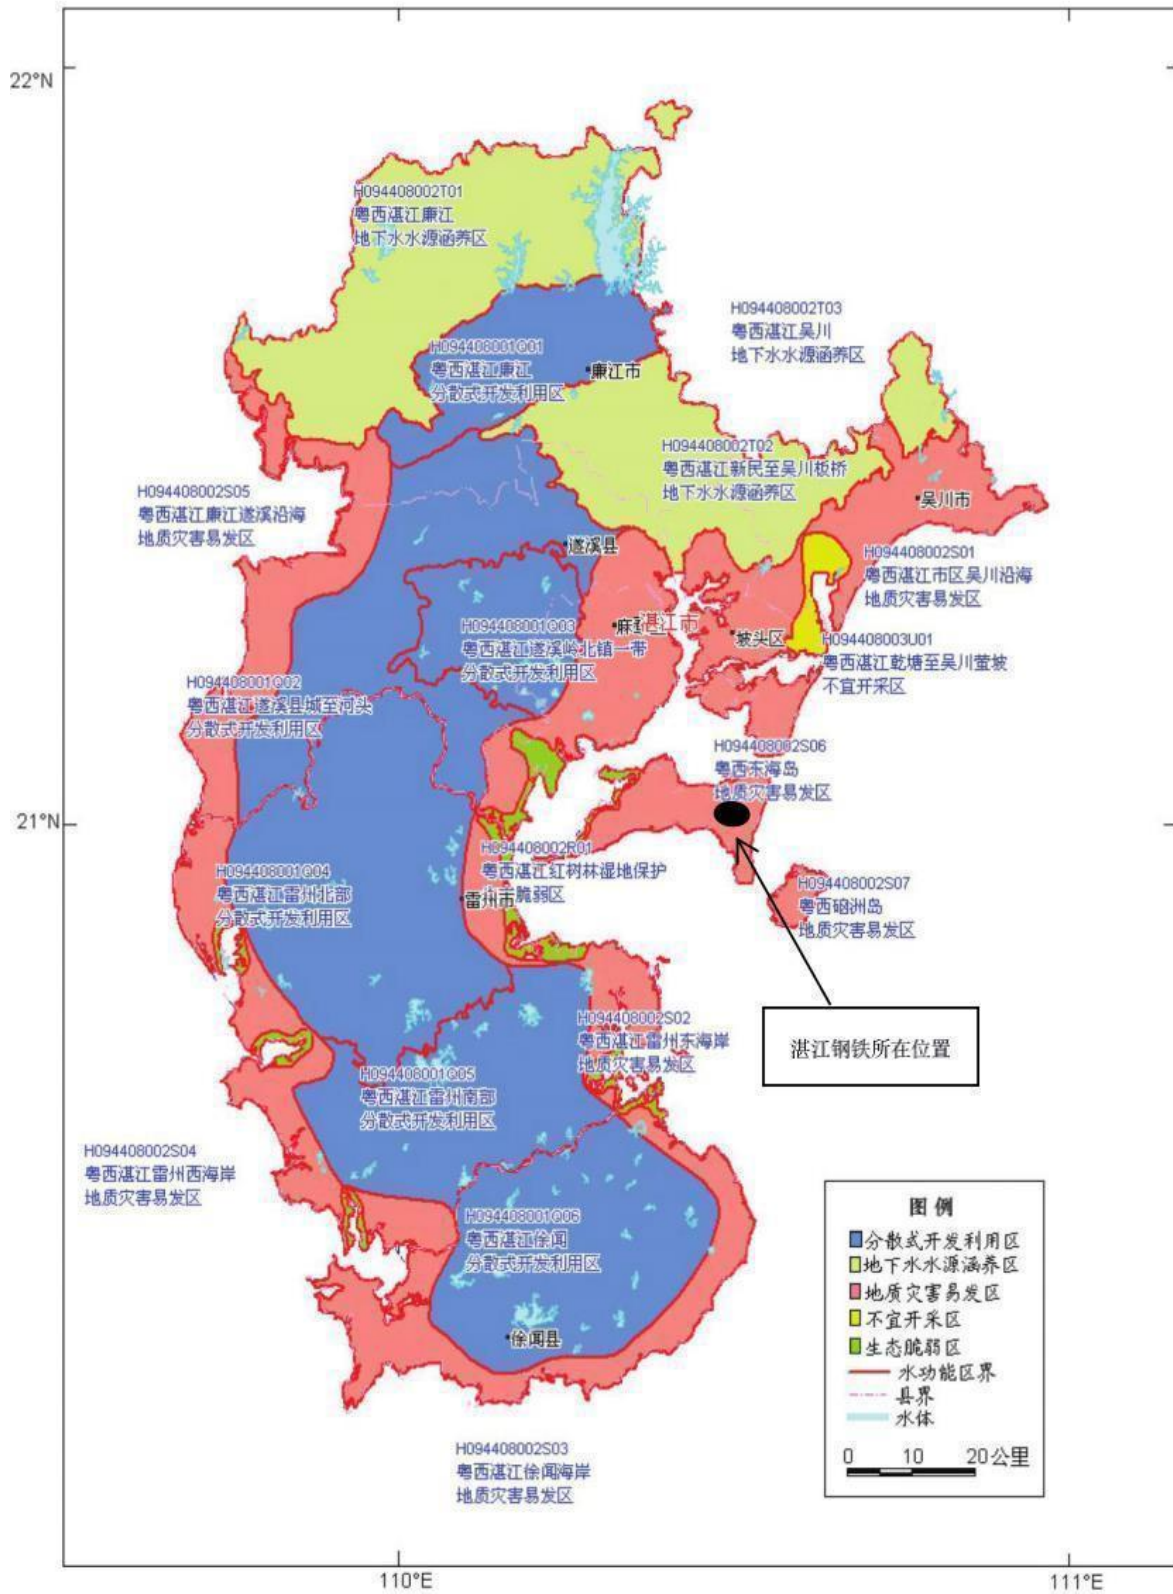 22°N
H094408002T01
粤西湛江廉江
地下水水源涵养区
H094408002T03
粤西湛江吴川
地下水水源涵养区
H094408001Q01
粤西湛江廉江
分散式开发利用区
廉江市
H094408002T02
粤西湛江新民至吴川板桥
地下水水源涵养区
吴川市
H094408002S05
粤西湛江廉江遂溪沿海
地质灾害易发区
遂溪县
H094408002S01
粤西湛江市区吴川沿海
地质灾害易发区
H094408001Q03
粤西湛江遂溪岭北镇一带
分散式开发利用区
湛江市
坡头区
H094408003U01
粤西湛江乾塘至吴川萱坡
不宜开采区
H094408001Q02
粤西湛江遂溪县城至河头
分散式开发利用区
H094408002S06
粤西东海岛
地质灾害易发区
21°N
H094408002R01
粤西湛江红树林湿地保护
脆弱区
H094408001Q04
粤西湛江雷州北部
分散式开发利用区
雷州市
H094408002S07
粤西硇洲岛
地质灾害易发区
H094408002S02
粤西湛江雷州东海岸
地质灾害易发区
湛江钢铁所在位置
H094408001Q05
粤西湛江雷州南部
分散式开发利用区
H094408002S04
粤西湛江雷州西海岸
地质灾害易发区
H094408001Q06
粤西湛江徐闻
分散式开发利用区
徐闻县
H094408002S03
粤西湛江徐闻海岸
地质灾害易发区
图 例
分散式开发利用区
地下水水源涵养区
地质灾害易发区
不宜开采区
生态脆弱区
水功能区界
县界
水体
0 10 20公里
110°E
111°E